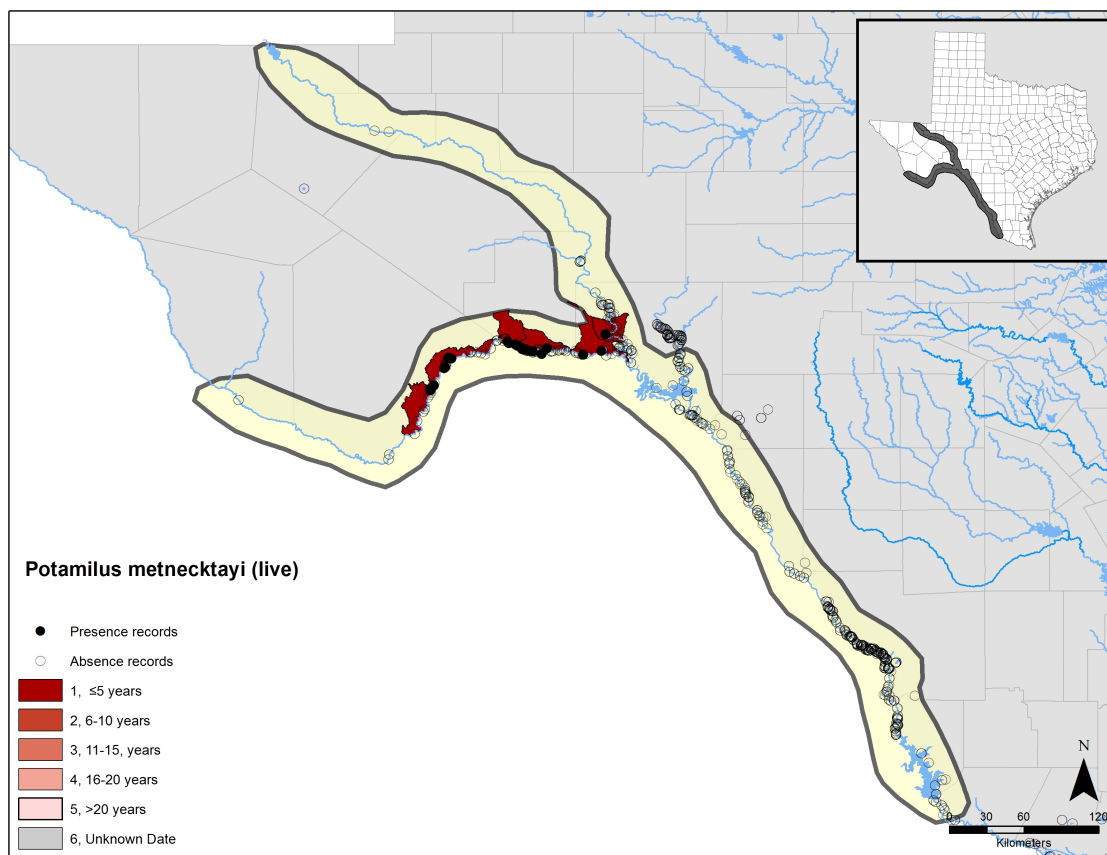 Potamilus metnecktayi (live)
Presence records
Absence records
1, ≤5 years
2, 6-10 years
3, 11-15, years
4, 16-20 years
5, >20 years
6, Unknown Date
N
0 30 60 120
Kilometers